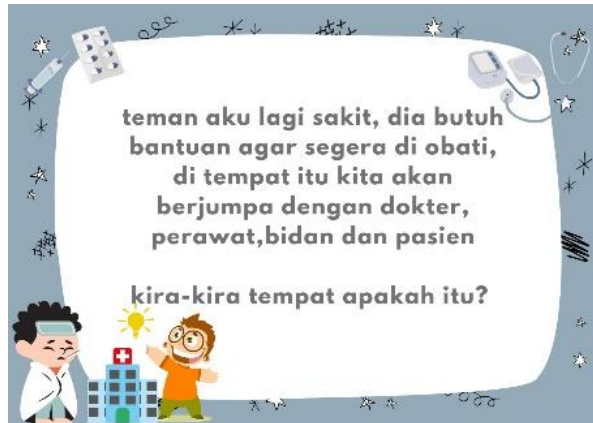 teman aku lagi sakit, dia butuh
bantuan agar segera di obati,
di tempat itu kita akan
berjumpa dengan dokter,
perawat,bidan dan pasien
kira-kira tempat apakah itu?